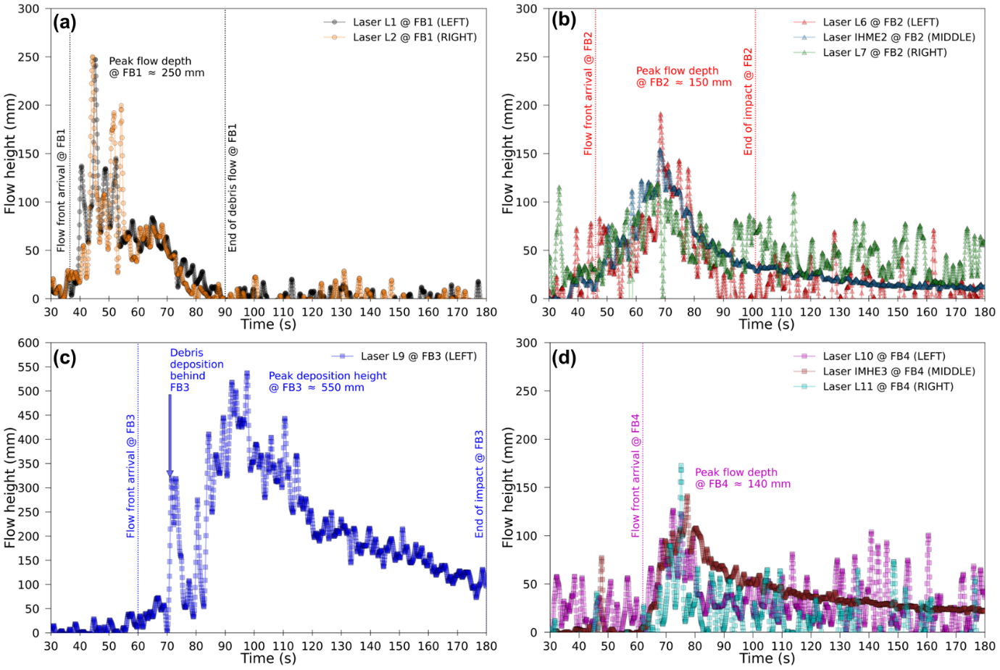 (a)
Laser L1 @ FB1 (LEFT)
Laser L2 @ FB1 (RIGHT)
Peak flow depth
@ FB1 ≈ 250 mm
Flow front arrival @ FB1
End of debris flow @ FB1
Flow height (mm)
300
250
200
150
100
50
0
30 40 50 60 70 80 90 100 110 120 130 140 150 160 170 180
Time (s)
(b)
Laser L6 @ FB2 (LEFT)
Laser IHME2 @ FB2 (MIDDLE)
Laser L7 @ FB2 (RIGHT)
Peak flow depth
@ FB2 ≈ 150 mm
Flow front arrival @ FB2
End of impact @ FB2
Flow height (mm)
300
250
200
150
100
50
0
30 40 50 60 70 80 90 100 110 120 130 140 150 160 170 180
Time (s)
(c)
Laser L9 @ FB3 (LEFT)
Debris
deposition
behind
FB3
Peak deposition height
@ FB3 ≈ 550 mm
Flow front arrival @ FB3
End of impact @ FB3
Flow height (mm)
600
550
500
450
400
350
300
250
200
150
100
50
0
30 40 50 60 70 80 90 100 110 120 130 140 150 160 170 180
Time (s)
(d)
Laser L10 @ FB4 (LEFT)
Laser IMHE3 @ FB4 (MIDDLE)
Laser L11 @ FB4 (RIGHT)
Peak flow depth
@ FB4 ≈ 140 mm
Flow front arrival @ FB4
Flow height (mm)
300
250
200
150
100
50
0
30 40 50 60 70 80 90 100 110 120 130 140 150 160 170 180
Time (s)